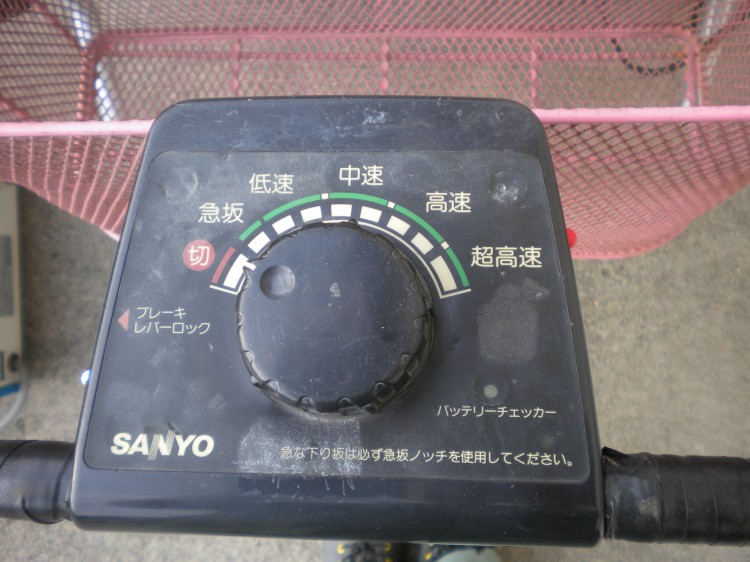 中速
低速
高速
急坂
切
超高速
ブレーキ
レバーロック
バッテリーチェッカー
SANYO
急な下り坂は必ず急坂ノッチを使用してください。